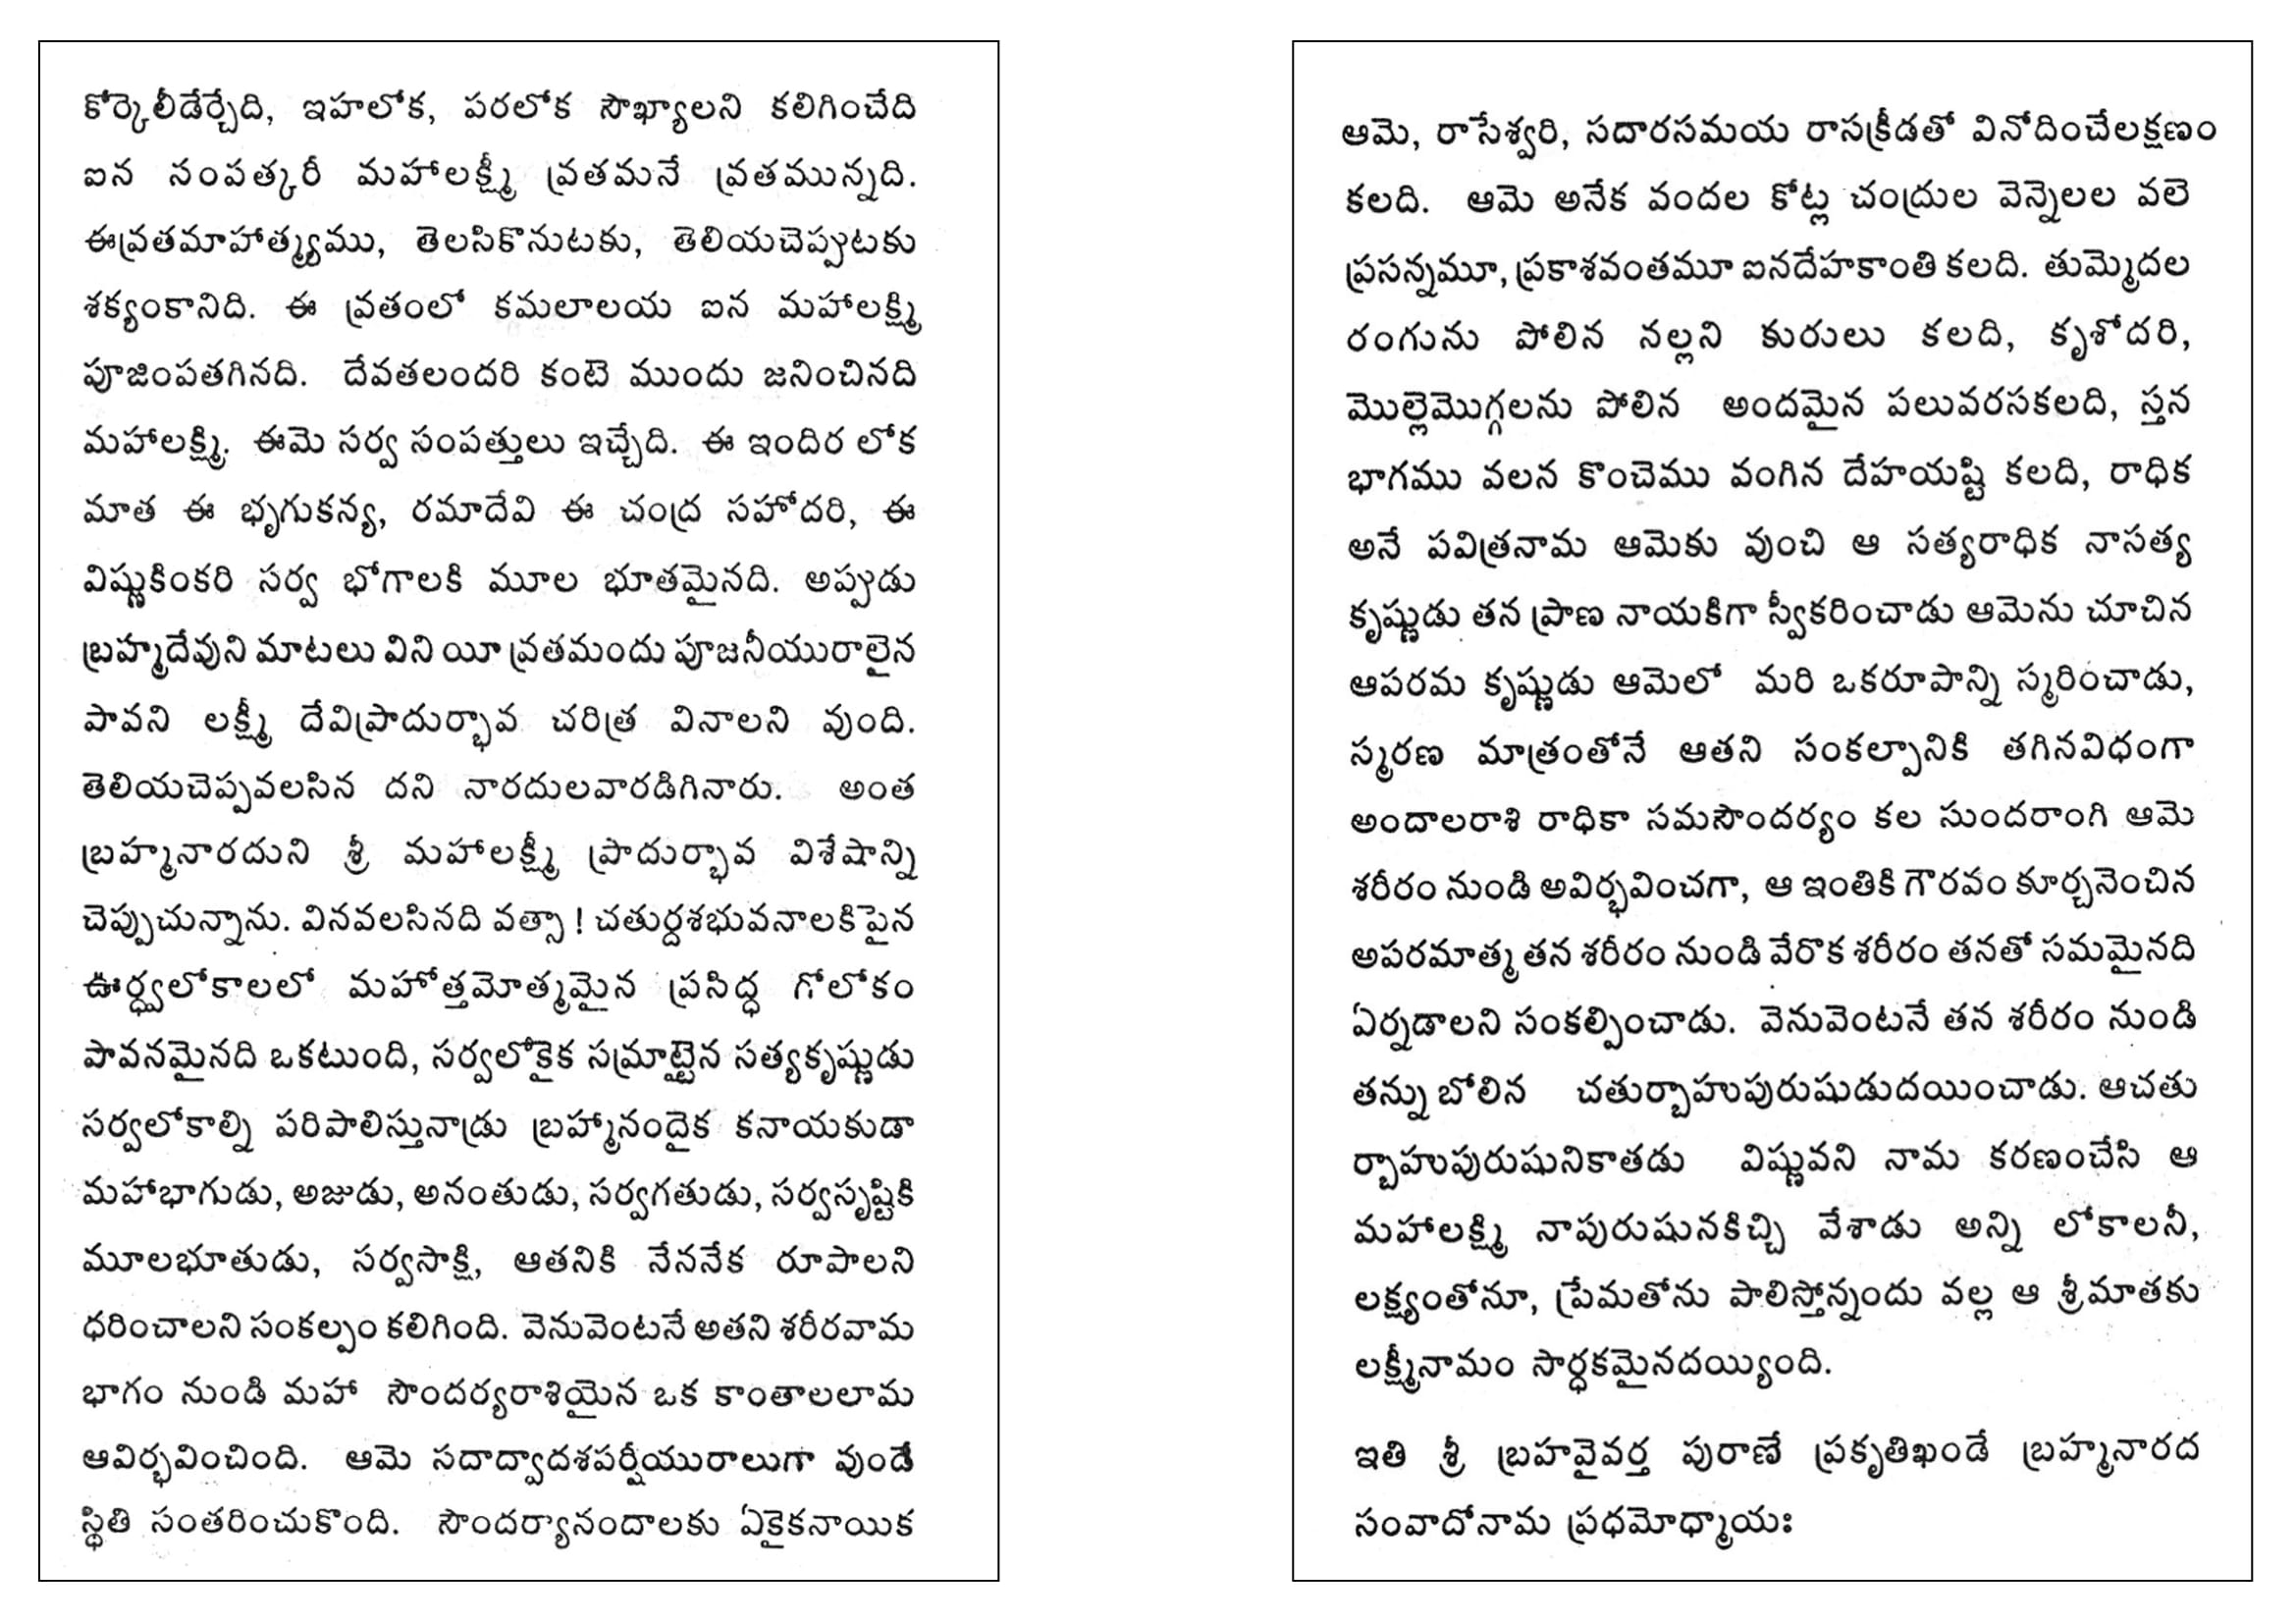 కోర్కెలీడేర్చేది, ఇహలోక, పరలోక సౌఖ్యాలని కలిగించేది
ఐన సంపత్కరీ మహాలక్ష్మీ వ్రతమనే వ్రతమున్నది.
ఈవ్రతమాహాత్మ్యము, తెలసికొనుటకు, తెలియచెప్పుటకు
శక్యంకానిది. ఈ వ్రతంలో కమలాలయ ఐన మహాలక్ష్మి
పూజింపతగినది. దేవతలందరి కంటె ముందు జనించినది
మహాలక్ష్మి. ఈమె సర్వ సంపత్తులు ఇచ్చేది. ఈ ఇందిర లోక
మాత ఈ భృగుకన్య, రమాదేవి ఈ చంద్ర సహోదరి, ఈ
విష్ణుకింకరి సర్వ భోగాలకి మూల భూతమైనది. అప్పుడు
బ్రహ్మదేవుని మాటలు విని యీ వ్రతమందు పూజనీయురాలైన
పావని లక్ష్మీ దేవిప్రాదుర్భావ చరిత్ర వినాలని వుంది.
తెలియచెప్పవలసిన దని నారదులవారడిగినారు. అంత
బ్రహ్మనారదుని శ్రీ మహాలక్ష్మీ ప్రాదుర్భావ విశేషాన్ని
చెప్పుచున్నాను. వినవలసినది వత్సా ! చతుర్దశభువనాలకిపైన
ఊర్ధ్వలోకాలలో మహోత్తమోత్మమైన ప్రసిద్ధ గోలోకం
పావనమైనది ఒకటుంది, సర్వలోకైక సమ్రాట్టైన సత్యకృష్ణుడు
సర్వలోకాల్ని పరిపాలిస్తునాడ్రు బ్రహ్మానందైక కనాయకుడా
మహాభాగుడు, అజుడు, అనంతుడు, సర్వగతుడు, సర్వసృష్టికి
మూలభూతుడు, సర్వసాక్షి, ఆతనికి నేననేక రూపాలని
ధరించాలని సంకల్పం కలిగింది. వెనువెంటనే అతని శరీరవామ
భాగం నుండి మహా సౌందర్యరాశియైన ఒక కాంతాలలామ
ఆవిర్భవించింది. ఆమె సదాద్వాదశపర్షీయురాలుగా వుండే
స్థితి సంతరించుకొంది. సౌందర్యానందాలకు ఏకైకనాయిక
ఆమె, రాసేశ్వరి, సదారసమయ రాసక్రీడతో వినోదించేలక్షణం
కలది. ఆమె అనేక వందల కోట్ల చంద్రుల వెన్నెలల వలె
ప్రసన్నమూ, ప్రకాశవంతమూ ఐనదేహకాంతి కలది. తుమ్మెదల
రంగును పోలిన నల్లని కురులు కలది, కృశోదరి,
మొల్లెమొగ్గలను పోలిన అందమైన పలువరసకలది, స్తన
భాగము వలన కొంచెము వంగిన దేహయష్టి కలది, రాధిక
అనే పవిత్రనామ ఆమెకు వుంచి ఆ సత్యరాధిక నాసత్య
కృష్ణుడు తన ప్రాణ నాయకిగా స్వీకరించాడు ఆమెను చూచిన
ఆపరమ కృష్ణుడు ఆమెలో మరి ఒకరూపాన్ని స్మరించాడు,
స్మరణ మాత్రంతోనే ఆతని సంకల్పానికి తగినవిధంగా
అందాలరాశి రాధికా సమసౌందర్యం కల సుందరాంగి ఆమె
శరీరం నుండి అవిర్భవించగా, ఆ ఇంతికి గౌరవం కూర్చనెంచిన
అపరమాత్మ తన శరీరం నుండి వేరొక శరీరం తనతో సమమైనది
ఏర్నడాలని సంకల్పించాడు. వెనువెంటనే తన శరీరం నుండి
తన్ను బోలిన చతుర్బాహుపురుషుడుదయించాడు. ఆచతు
ర్బాహుపురుషునికాతడు విష్ణువని నామ కరణంచేసి ఆ
మహాలక్ష్మి నాపురుషునకిచ్చి వేశాడు అన్ని లోకాలనీ,
లక్ష్యంతోనూ, ప్రేమతోను పాలిస్తోన్నందు వల్ల ఆ శ్రీమాతకు
లక్ష్మీనామం సార్ధకమైనదయ్యింది.
ఇతి శ్రీ బ్రహవైవర్త పురాణే ప్రకృతిఖండే బ్రహ్మనారద
సంవాదోనామ ప్రధమోధ్మాయః